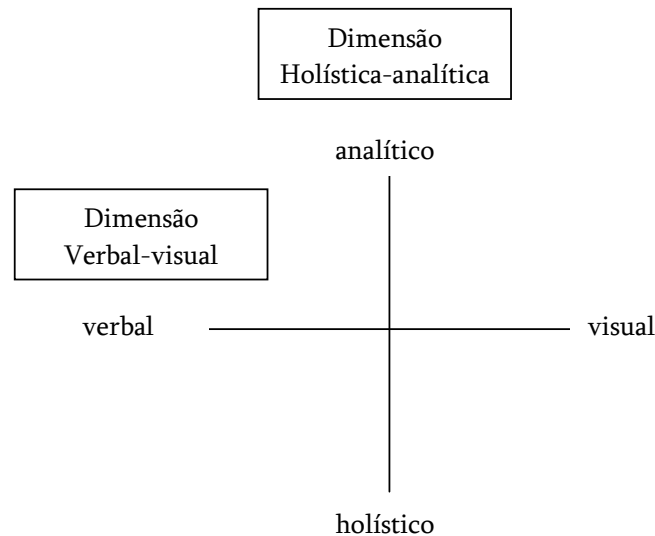 Dimensão
Holística-analítica
analítico
Dimensão
Verbal-visual
verbal
visual
holístico